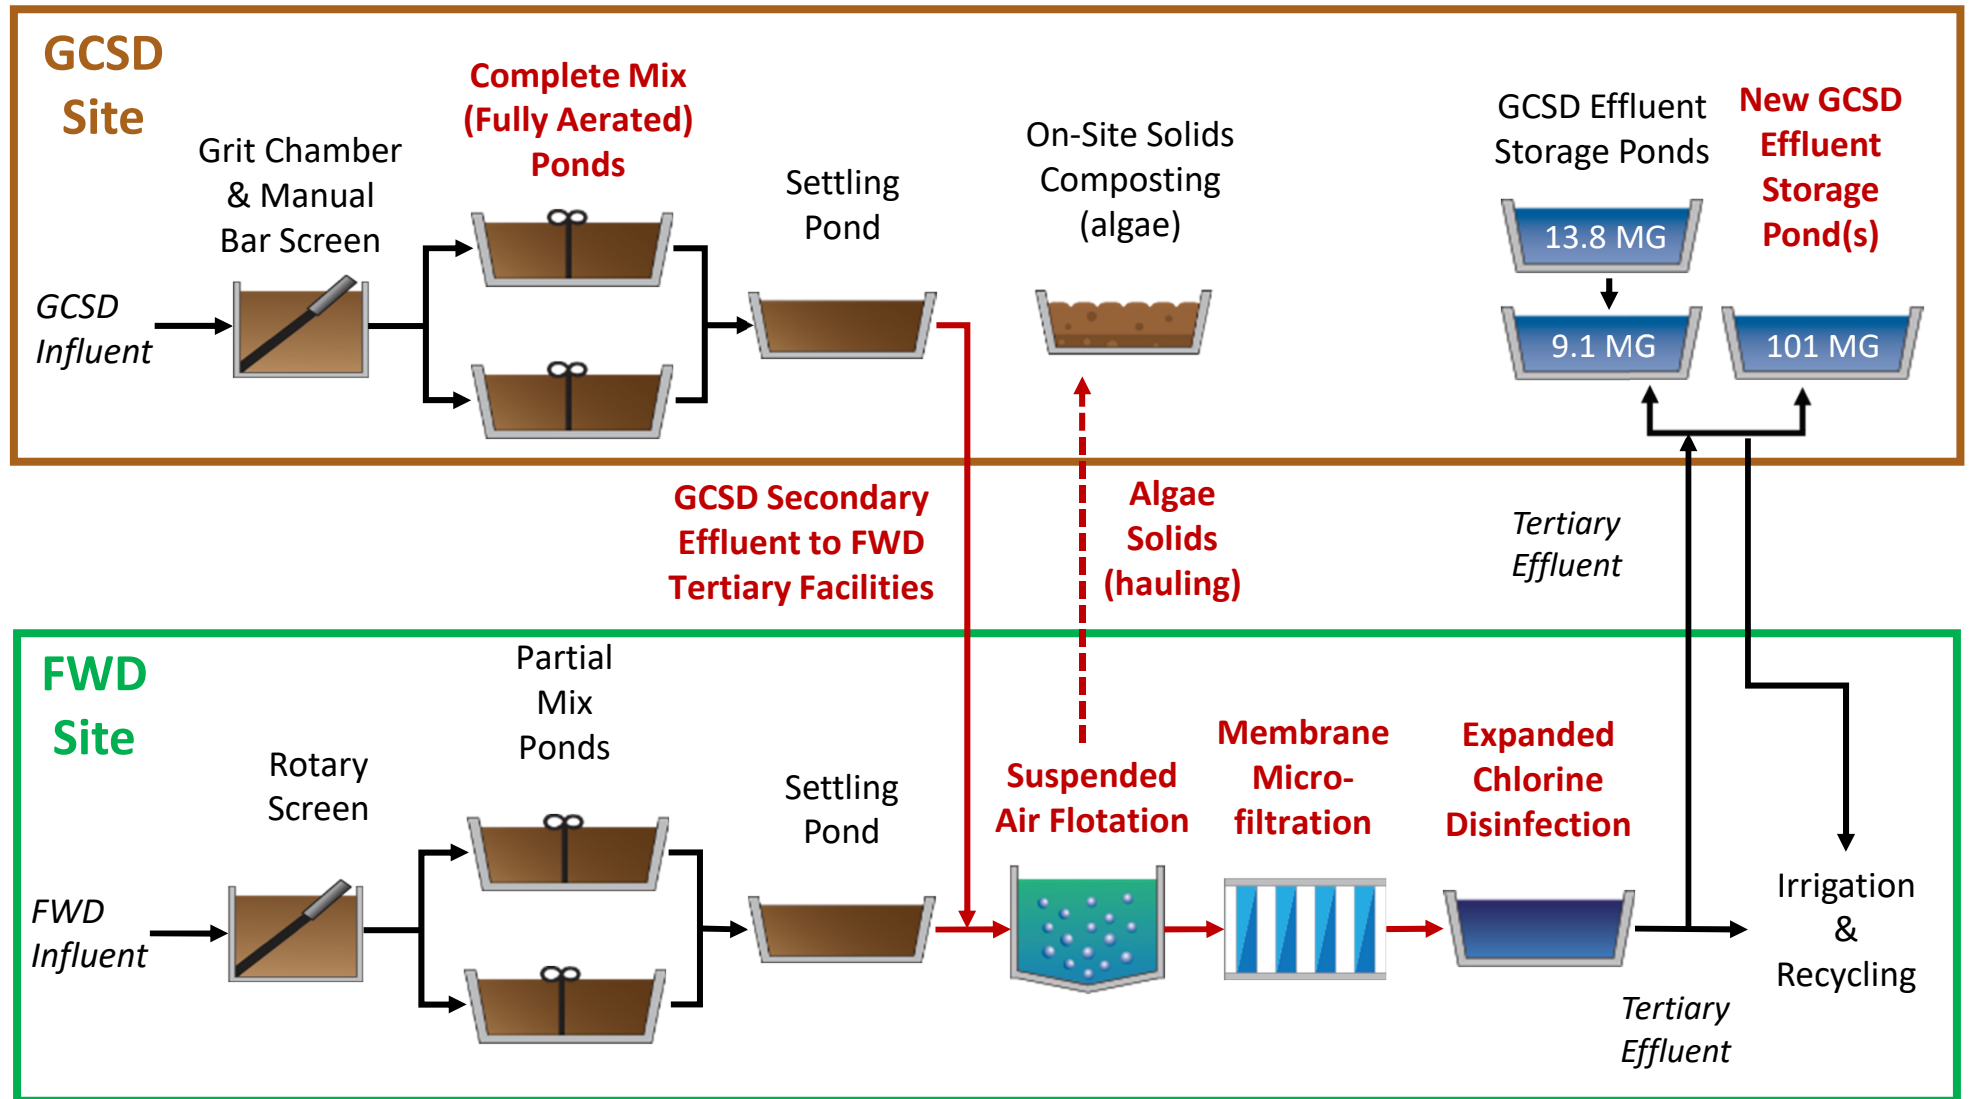 GCSD
Site
Grit Chamber
& Manual
Bar Screen
Complete Mix
(Fully Aerated)
Ponds
Settling
Pond
On-Site Solids
Composting
(algae)
GCSD Effluent
Storage Ponds
New GCSD
Effluent
Storage
Pond(s)
13.8 MG
9.1 MG
101 MG
GCSD
Influent
GCSD Secondary
Effluent to FWD
Tertiary Facilities
Algae
Solids
(hauling)
Tertiary
Effluent
FWD
Site
Rotary
Screen
Partial
Mix
Ponds
Settling
Pond
Suspended
Air Flotation
Membrane
Micro-
filtration
Expanded
Chlorine
Disinfection
FWD
Influent
Irrigation
&
Recycling
Tertiary
Effluent